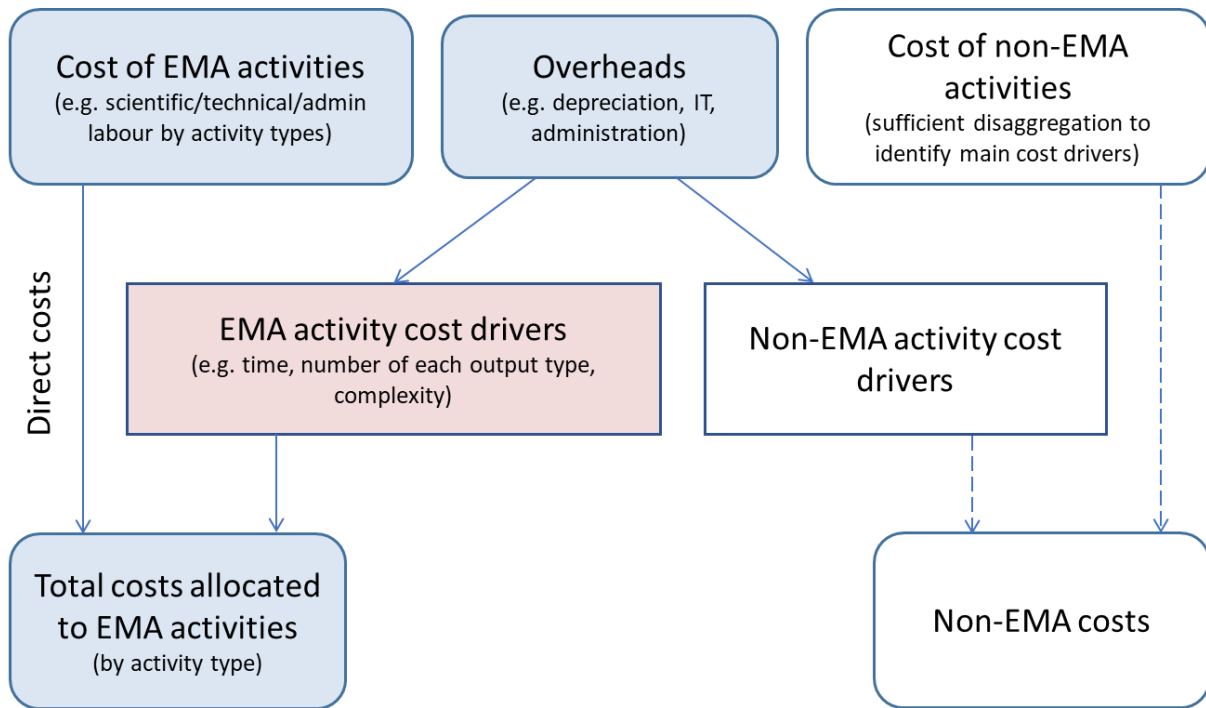 Cost of EMA activities
(e.g. scientific/technical/admin
labour by activity types)
Overheads
(e.g. depreciation, IT,
administration)
Cost of non-EMA
activities
(sufficient disaggregation to
identify main cost drivers)
Direct costs
EMA activity cost drivers
(e.g. time, number of each output type,
complexity)
Non-EMA activity cost
drivers
Total costs allocated
to EMA activities
(by activity type)
Non-EMA costs